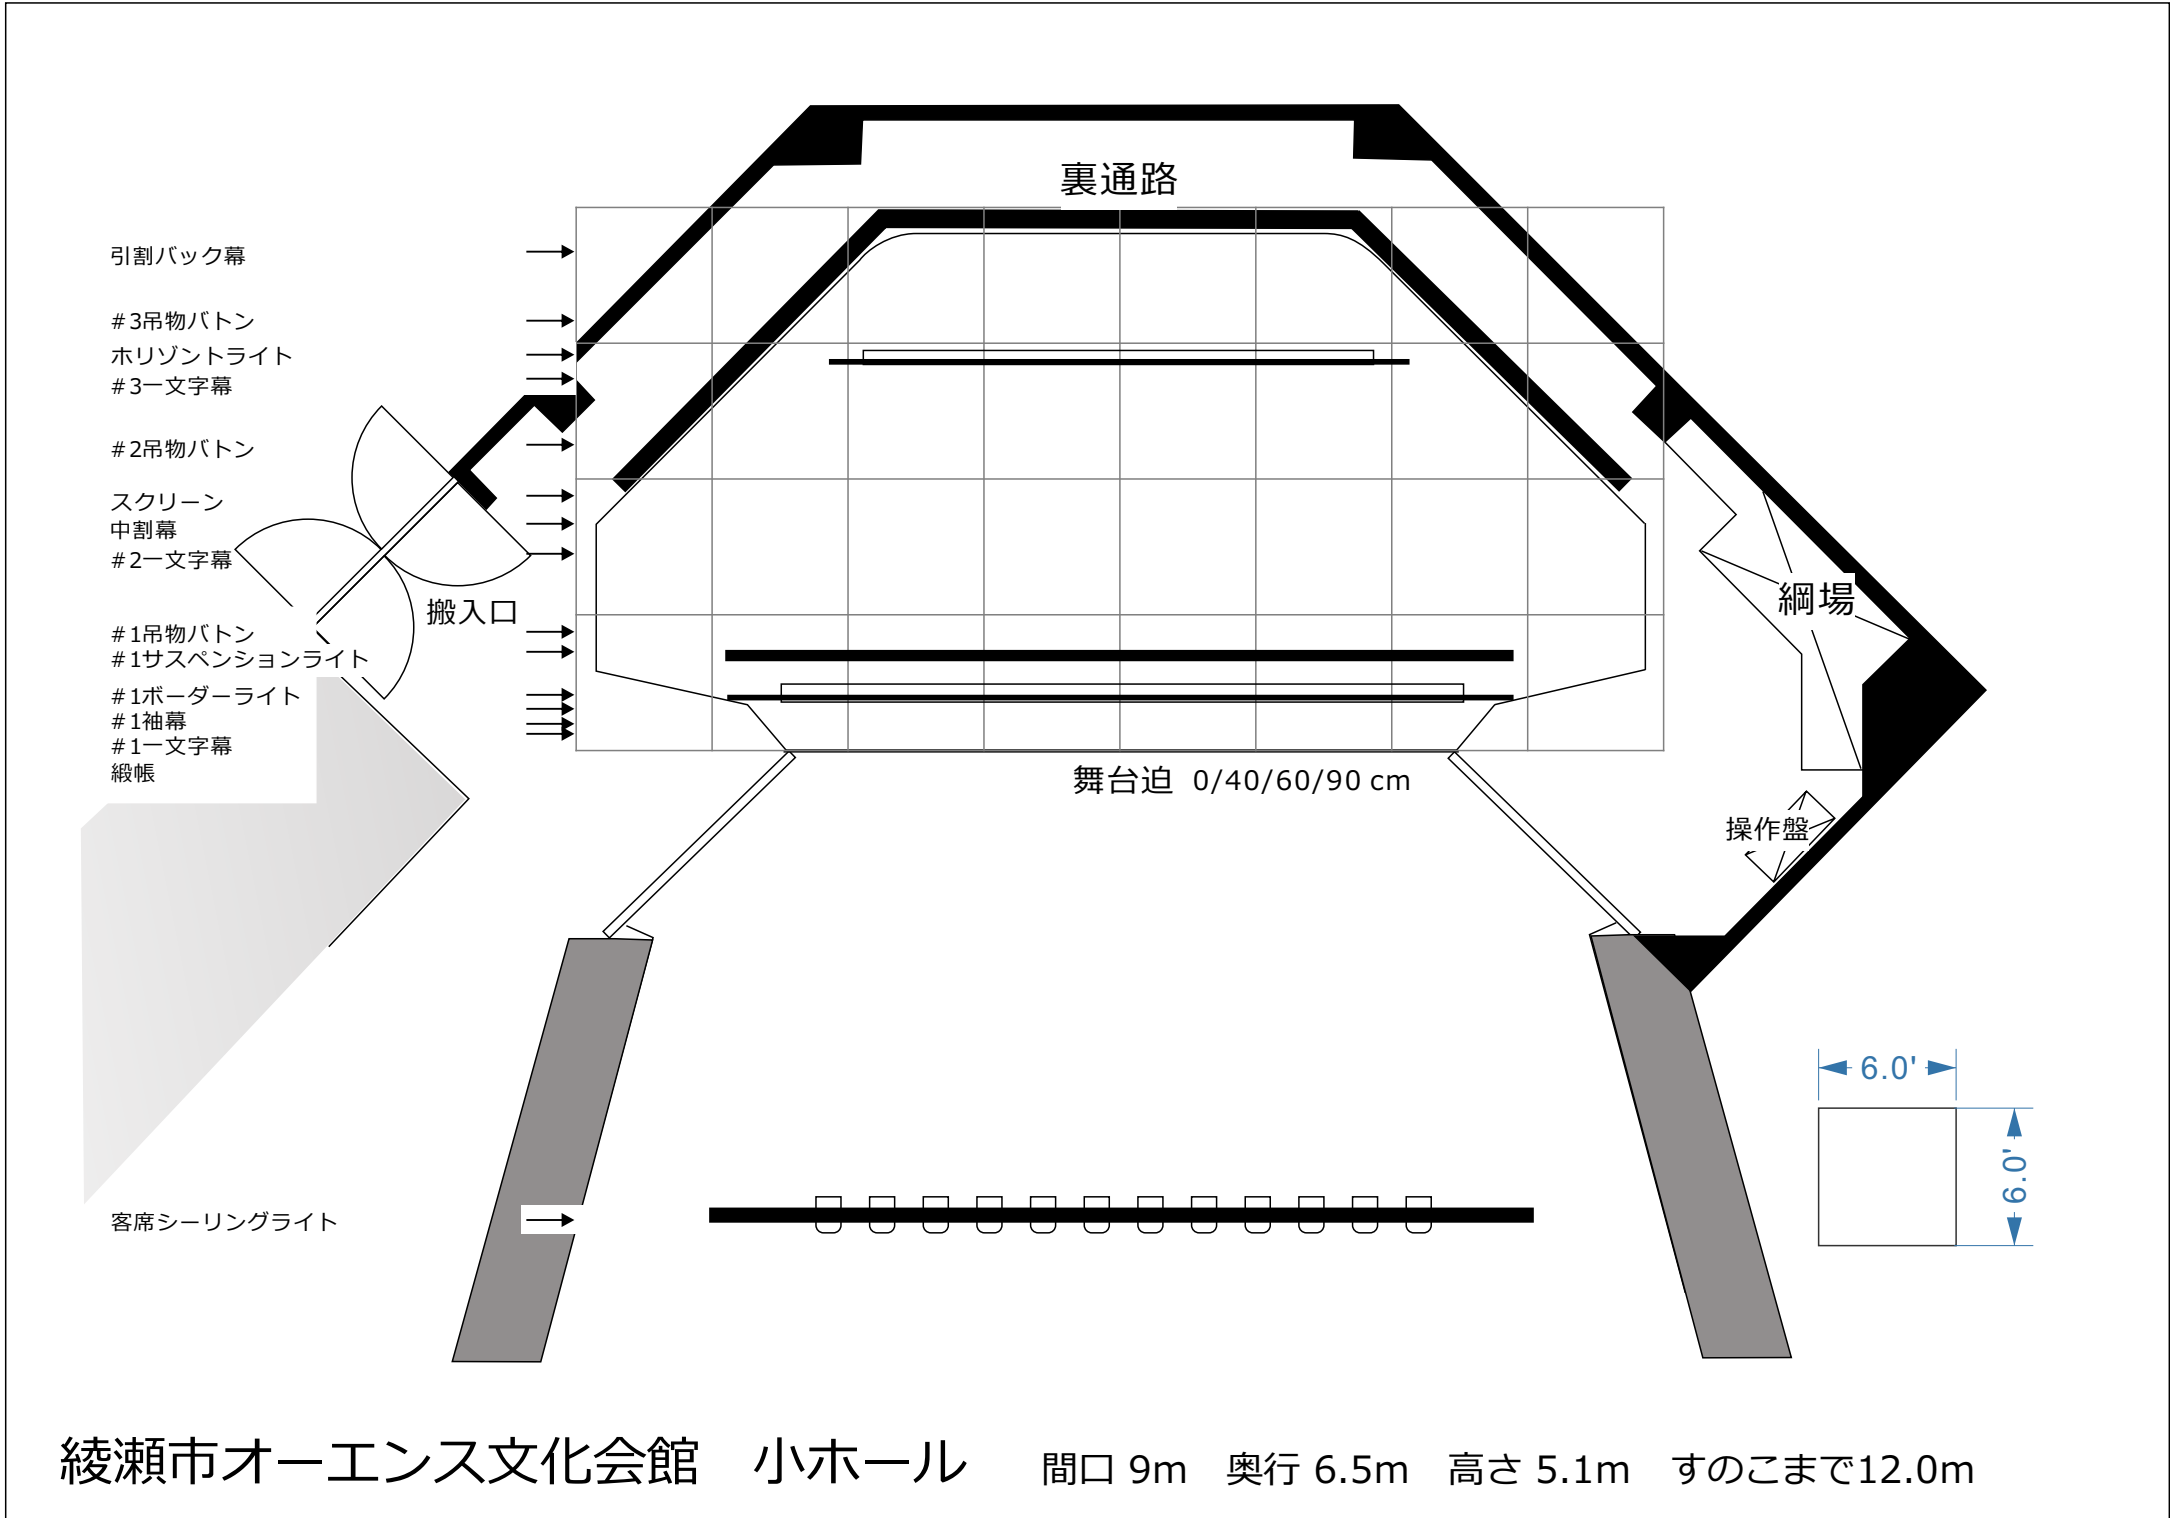 裏通路
引割バック幕
#3吊物バトン
ホリゾントライト
#3一文字幕
#2吊物バトン
スクリーン
中割幕
#2一文字幕
搬入口
綱場
#1吊物バトン
#1サスペンションライト
#1ボーダーライト
#1袖幕
#1一文字幕
緞帳
舞台迫 0/40/60/90 cm
操作盤
6.0'
6.0'
客席シーリングライト
綾瀬市オーエンス文化会館　小ホール　間口 9m　奥行 6.5m　高さ 5.1m　すのこまで12.0m